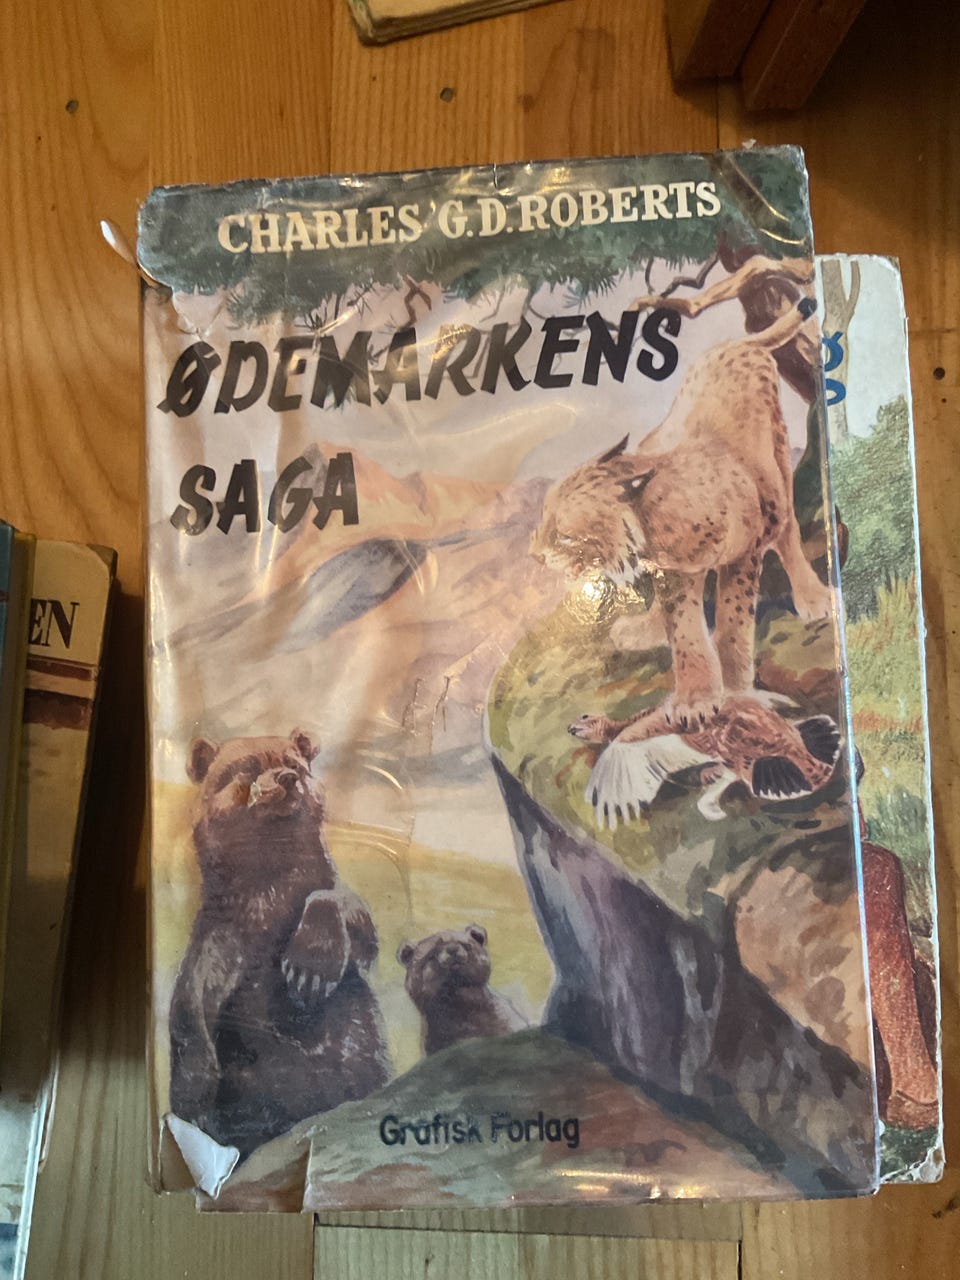 CHARLES G.D. ROBERTS
ØDEMARKENS
SAGA
Grafisk Forlag
EN